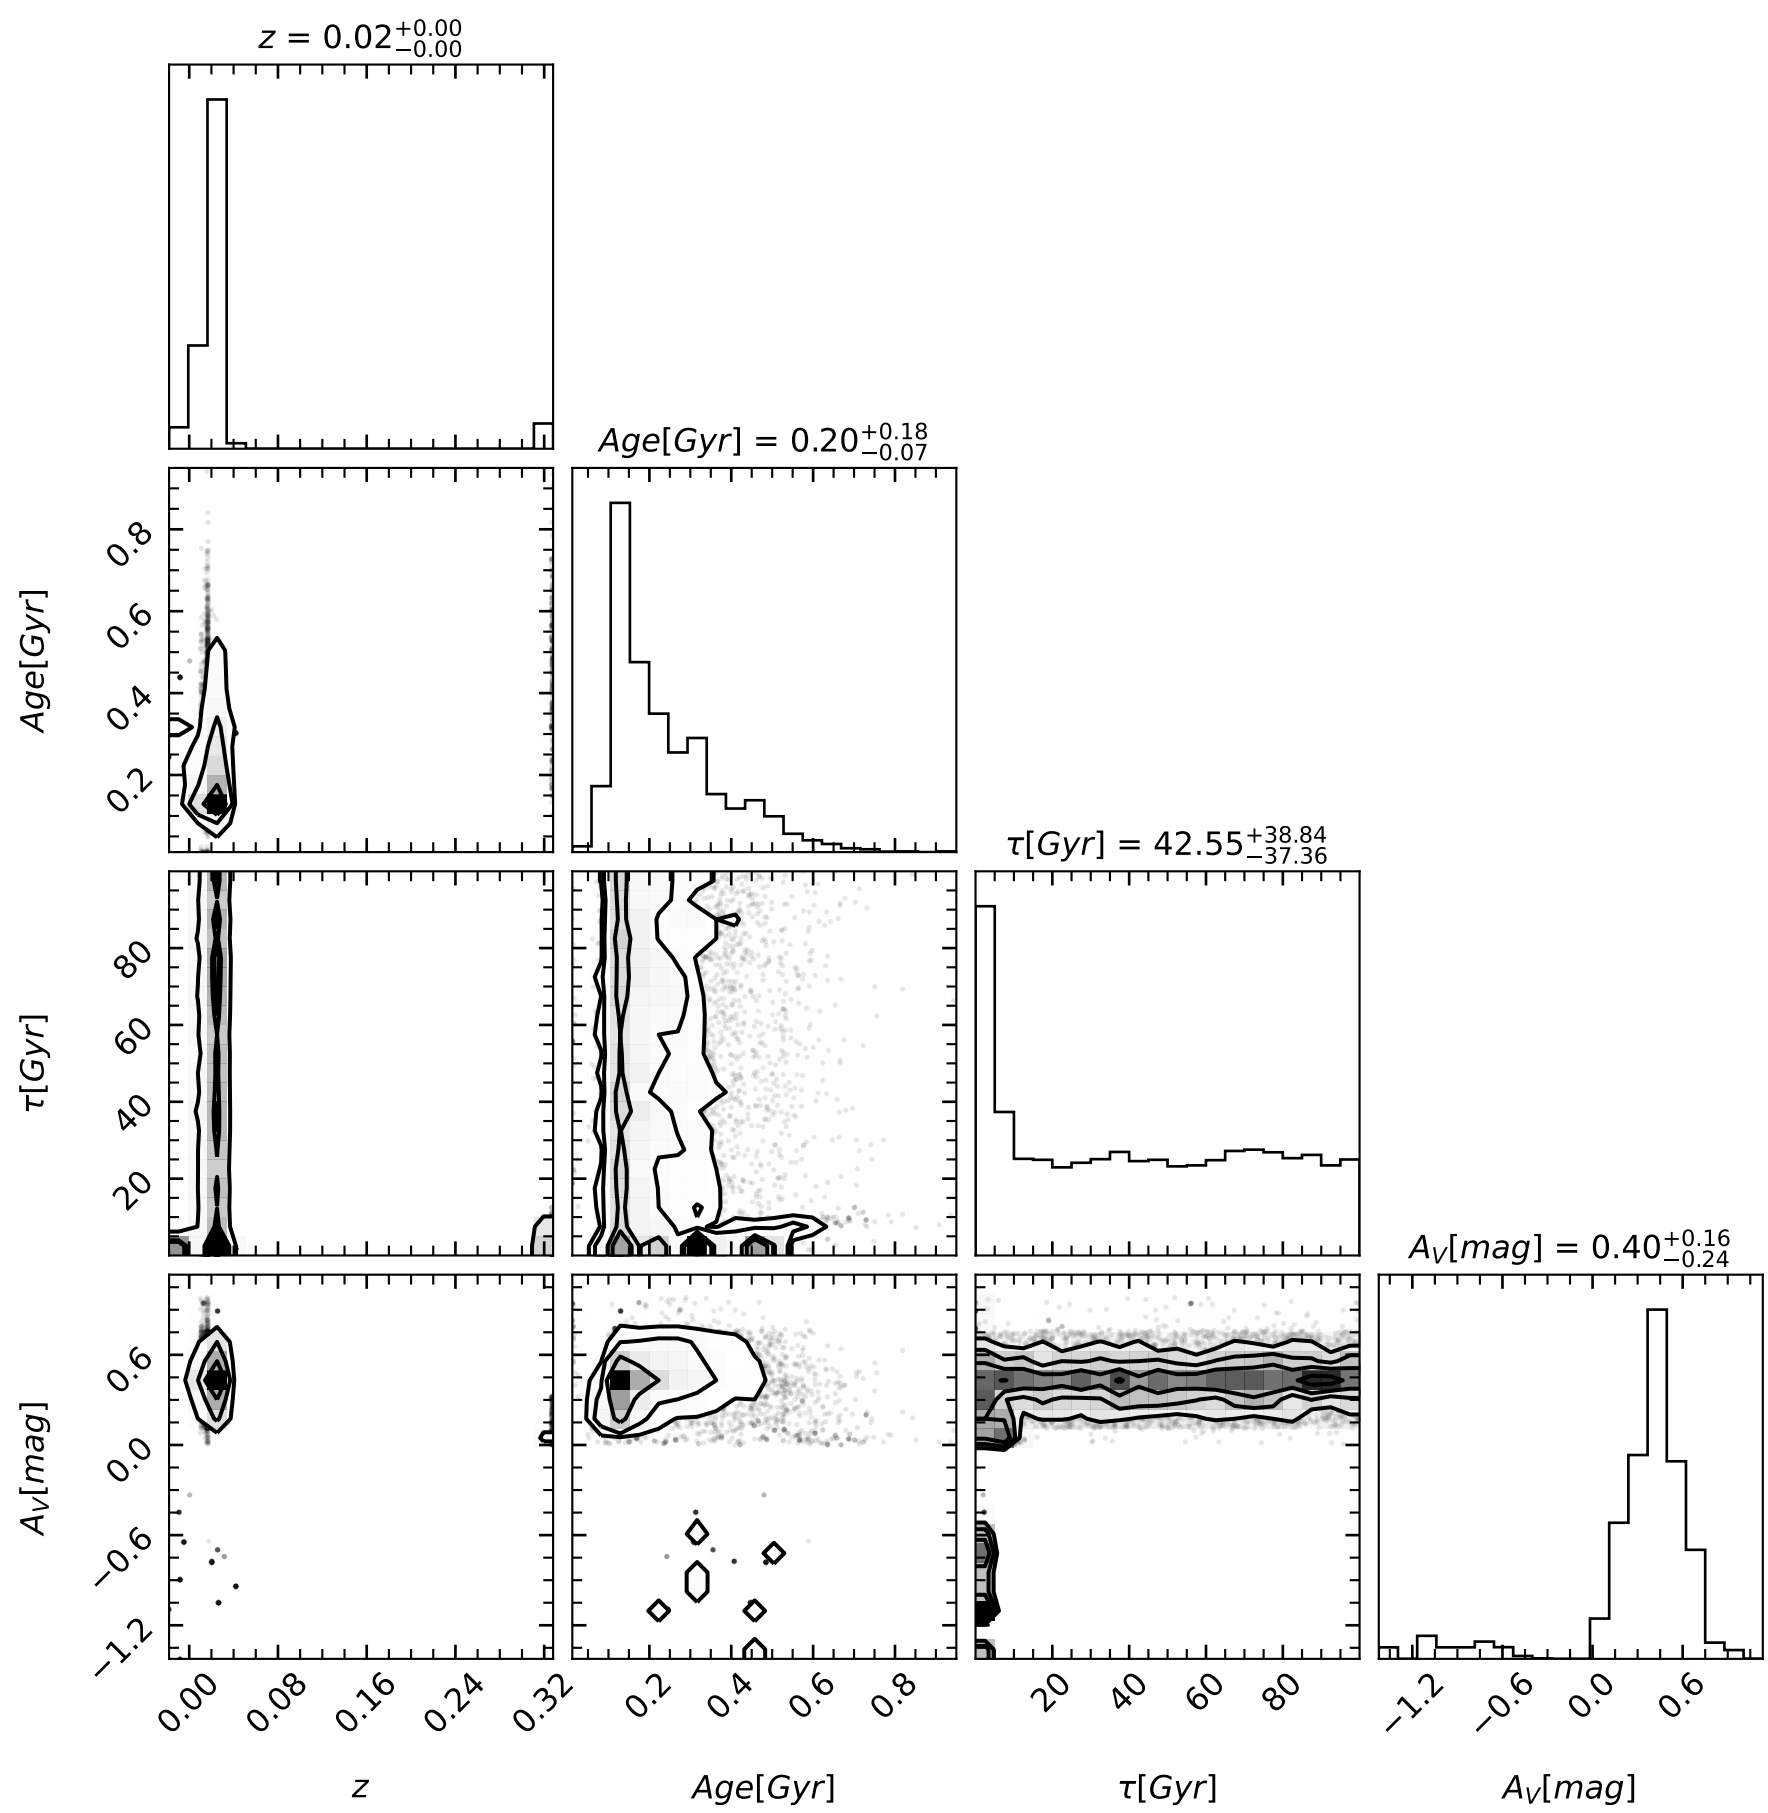 z = 0.02+0.00−0.00
Age[Gyr] = 0.20+0.18−0.07
0.8
0.6
0.4
0.2
Age[Gyr]
τ[Gyr] = 42.55+38.84−37.36
80
60
40
20
τ[Gyr]
AV[mag] = 0.40+0.16−0.24
0.6
0.0
−0.6
−1.2
AV[mag]
0.00 0.08 0.16 0.24 0.32 0.2 0.4 0.6 0.8 20 40 60 80 −1.2 −0.6 0.0 0.6
z Age[Gyr] τ[Gyr] AV[mag]